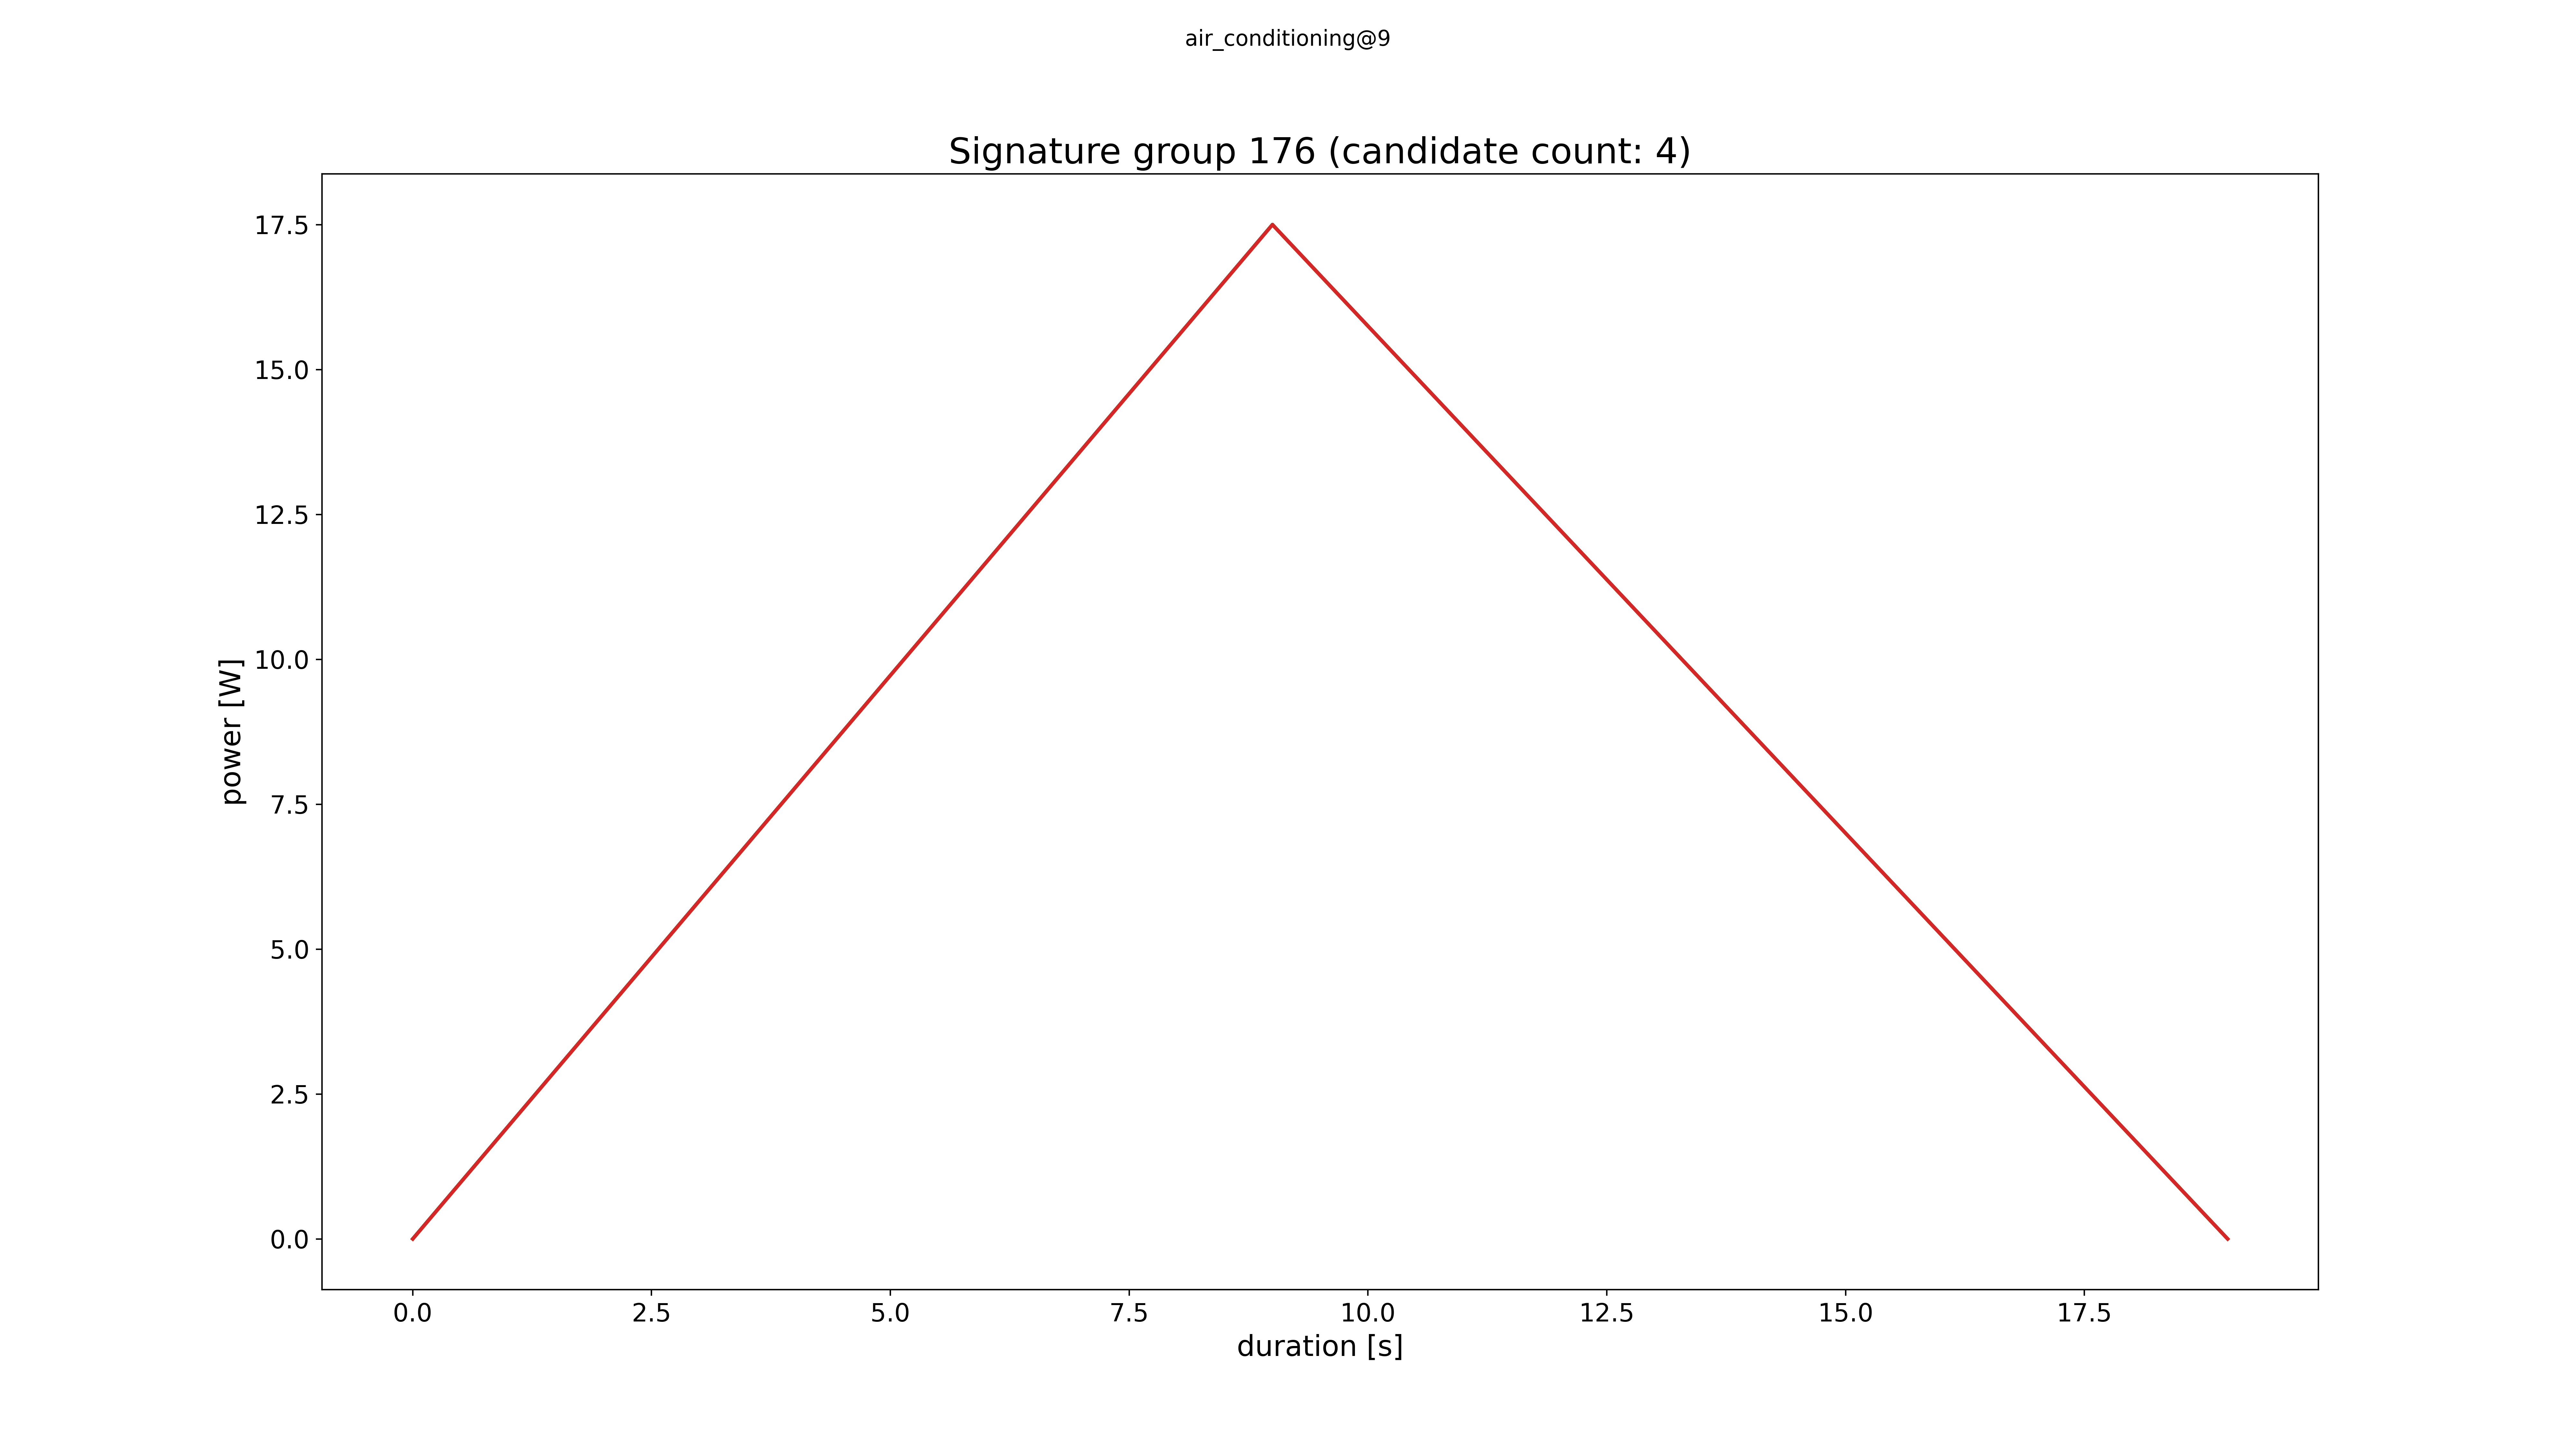 air_conditioning@9
Signature group 176 (candidate count: 4)
17.5
15.0
12.5
10.0
7.5
5.0
2.5
0.0
power [W]
0.0 2.5 5.0 7.5 10.0 12.5 15.0 17.5
duration [s]